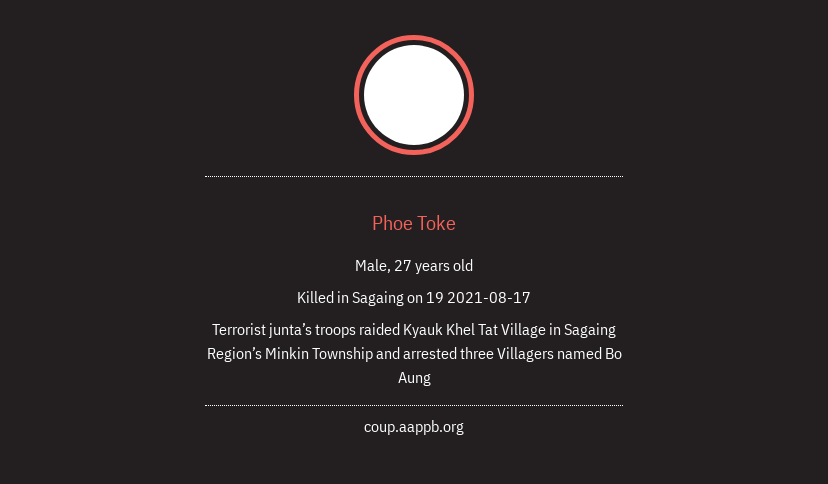 Phoe Toke
Male, 27 years old
Killed in Sagaing on 19 2021-08-17
Terrorist junta’s troops raided Kyauk Khel Tat Village in Sagaing
Region’s Minkin Township and arrested three Villagers named Bo
Aung
coup.aappb.org